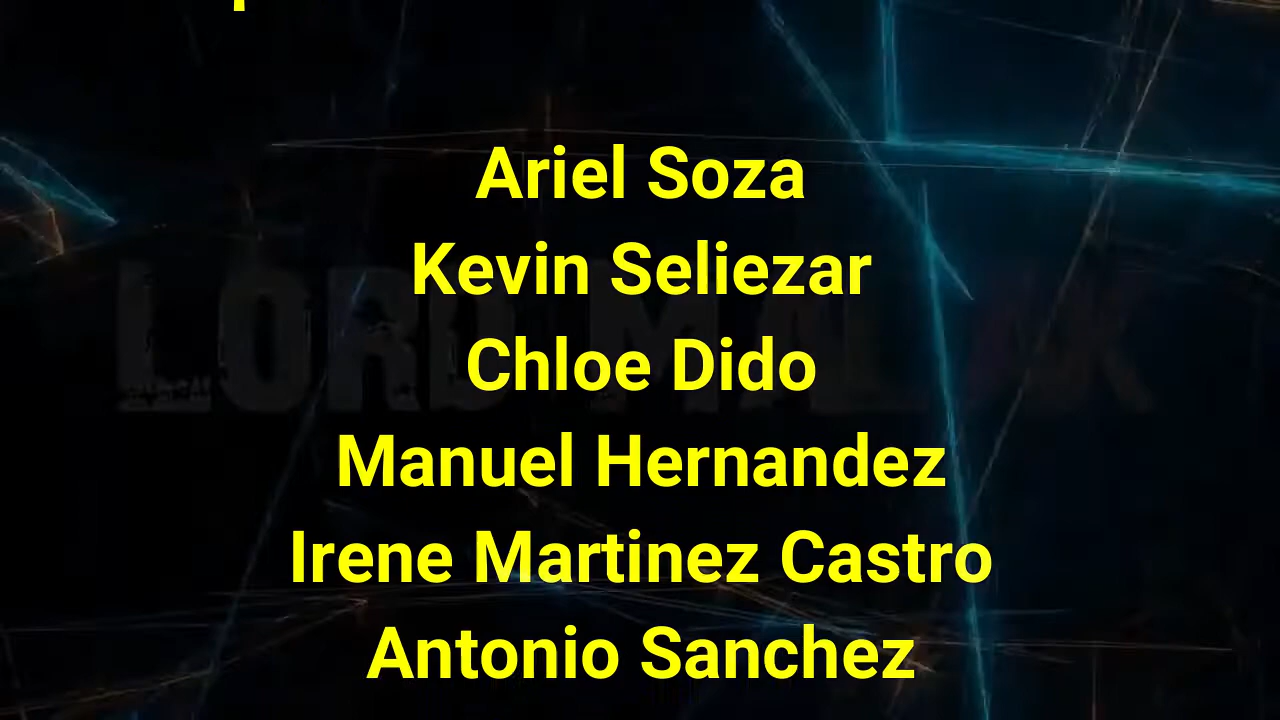 Ariel Soza
Kevin Seliezar
Chloe Dido
Manuel Hernandez
Irene Martinez Castro
Antonio Sanchez